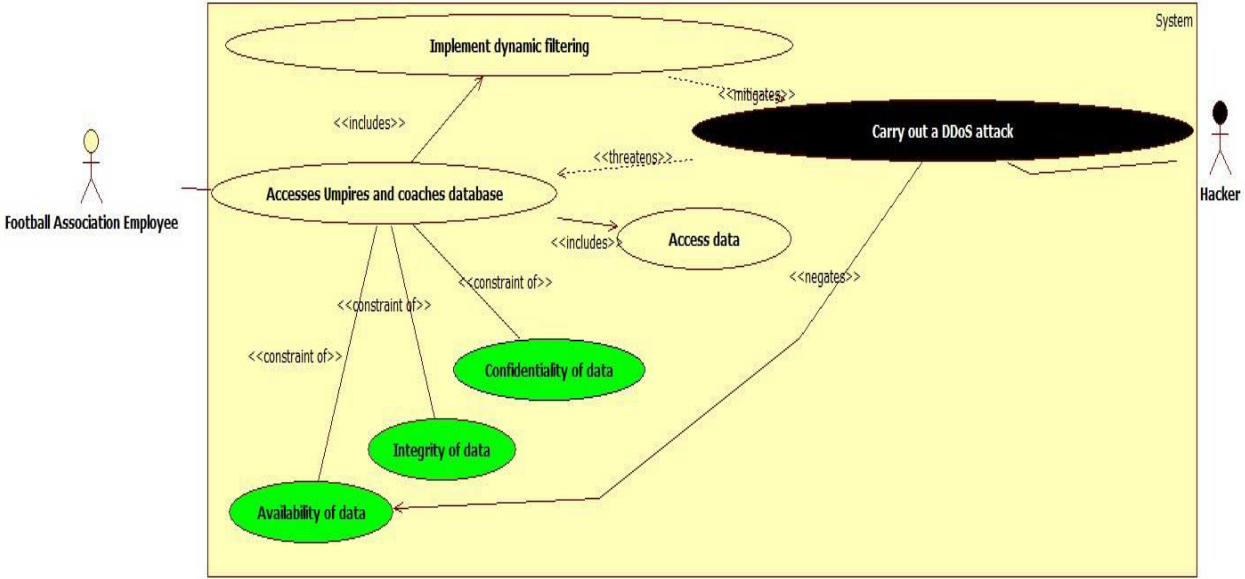 System
Implement dynamic filtering
<<mitigates>>
<<includes>>
Carry out a DDoS attack
<<threatens>>
Accesses Umpires and coaches database
Football Association Employee
Hacker
<<includes>>
Access data
<<constraint of>>
<<negates>>
<<constraint of>>
<<constraint of>>
Confidentiality of data
Integrity of data
Availability of data